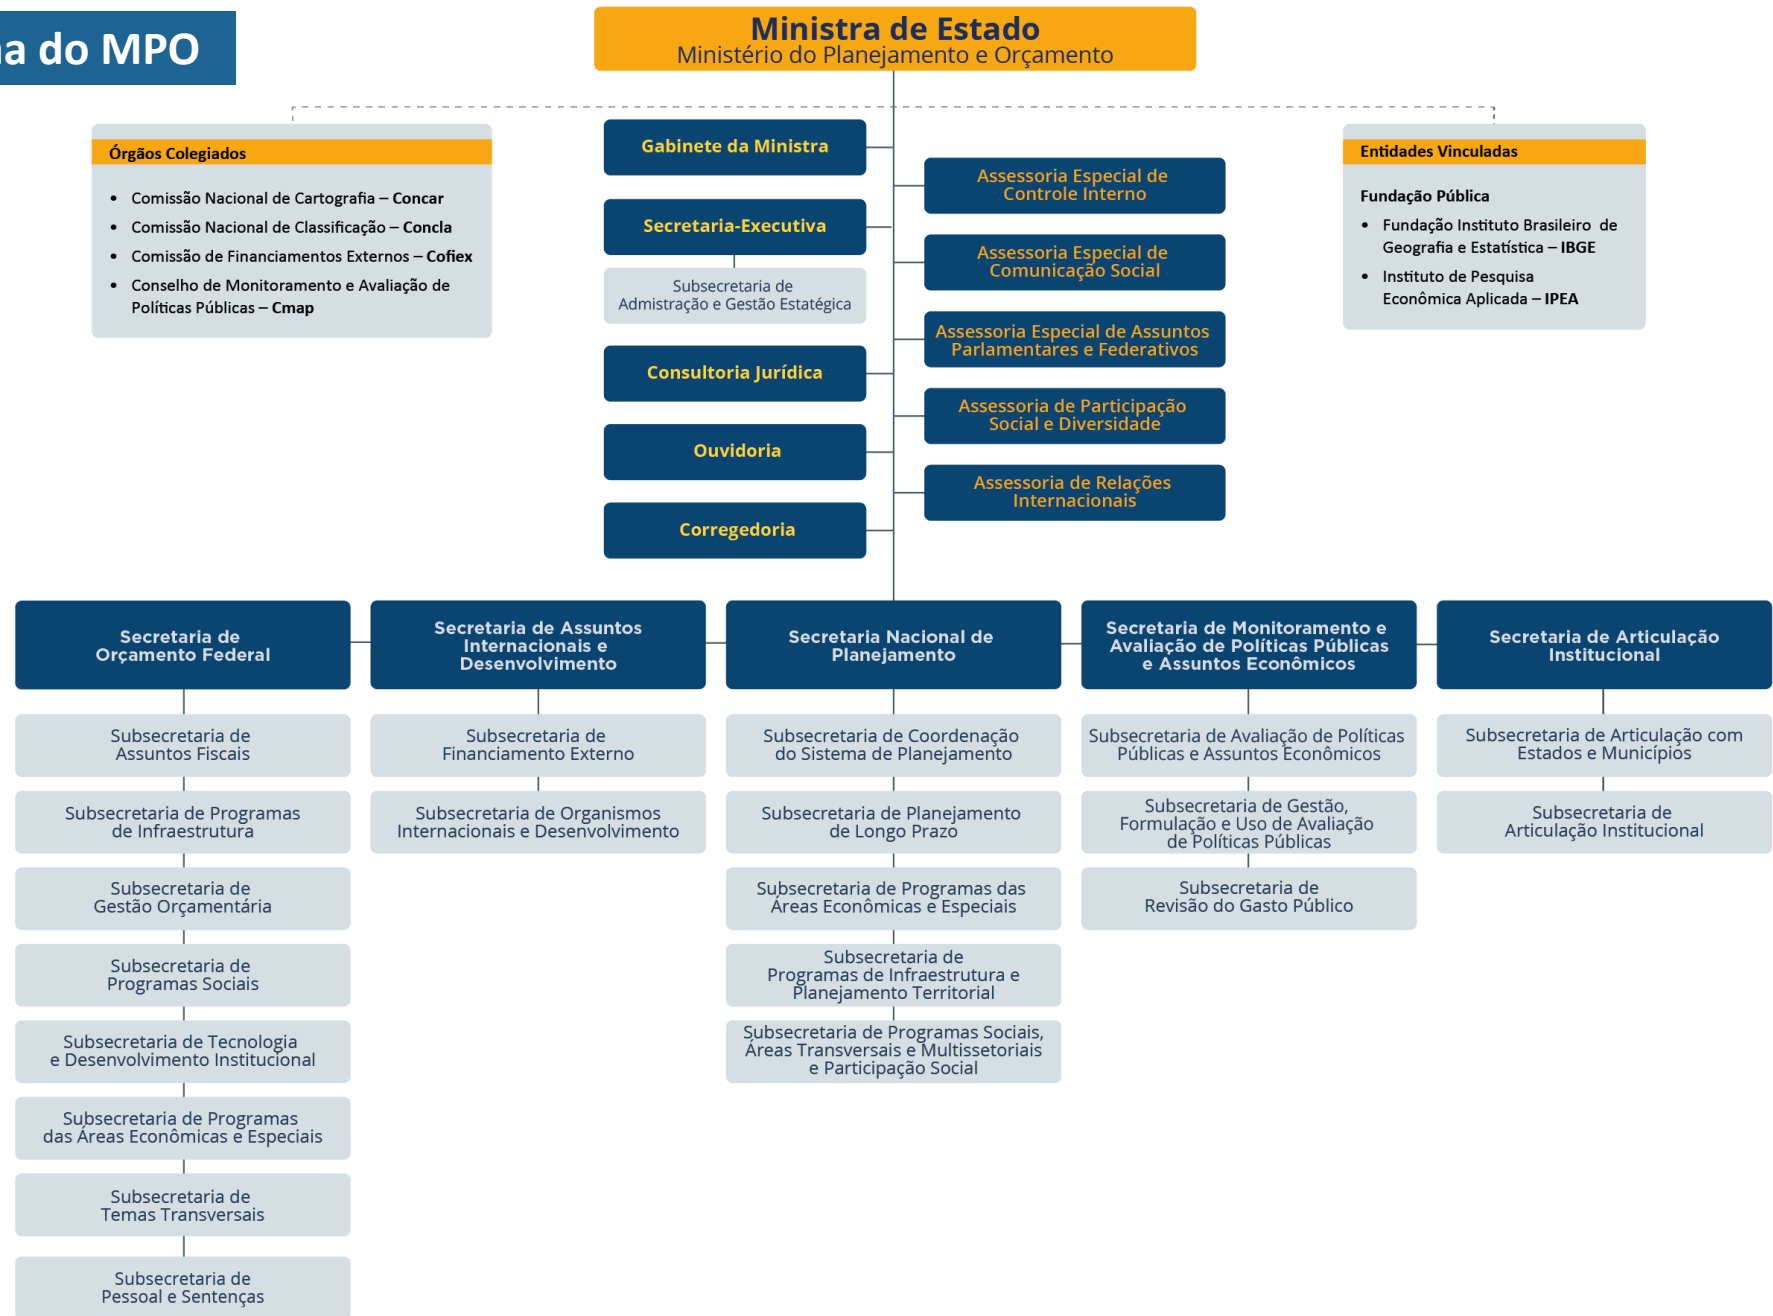 a do MPO
Ministra de Estado
Ministério do Planejamento e Orçamento
Órgãos Colegiados
• Comissão Nacional de Cartografia – Concar
• Comissão Nacional de Classificação – Concla
• Comissão de Financiamentos Externos – Cofiex
• Conselho de Monitoramento e Avaliação de
Políticas Públicas – Cmap
Gabinete da Ministra
Secretaria-Executiva
Subsecretaria de
Admistração e Gestão Estatégica
Consultoria Jurídica
Ouvidoria
Corregedoria
Assessoria Especial de
Controle Interno
Assessoria Especial de
Comunicação Social
Assessoria Especial de Assuntos
Parlamentares e Federativos
Assessoria de Participação
Social e Diversidade
Assessoria de Relações
Internacionais
Entidades Vinculadas
Fundação Pública
• Fundação Instituto Brasileiro de
Geografia e Estatística – IBGE
• Instituto de Pesquisa
Econômica Aplicada – IPEA
Secretaria de
Orçamento Federal
Subsecretaria de
Assuntos Fiscais
Subsecretaria de Programas
de Infraestrutura
Subsecretaria de
Gestão Orçamentária
Subsecretaria de
Programas Sociais
Subsecretaria de Tecnologia
e Desenvolvimento Institucional
Subsecretaria de Programas
das Áreas Econômicas e Especiais
Subsecretaria de
Temas Transversais
Subsecretaria de
Pessoal e Sentenças
Secretaria de Assuntos
Internacionais e
Desenvolvimento
Subsecretaria de
Financiamento Externo
Subsecretaria de Organismos
Internacionais e Desenvolvimento
Secretaria Nacional de
Planejamento
Subsecretaria de Coordenação
do Sistema de Planejamento
Subsecretaria de Planejamento
de Longo Prazo
Subsecretaria de Programas das
Áreas Econômicas e Especiais
Subsecretaria de
Programas de Infraestrutura e
Planejamento Territorial
Subsecretaria de Programas Sociais,
Áreas Transversais e Multissetoriais
e Participação Social
Secretaria de Monitoramento e
Avaliação de Políticas Públicas
e Assuntos Econômicos
Subsecretaria de Avaliação de Políticas
Públicas e Assuntos Econômicos
Subsecretaria de Gestão,
Formulação e Uso de Avaliação
de Políticas Públicas
Subsecretaria de
Revisão do Gasto Público
Secretaria de Articulação
Institucional
Subsecretaria de Articulação com
Estados e Municípios
Subsecretaria de
Articulação Institucional